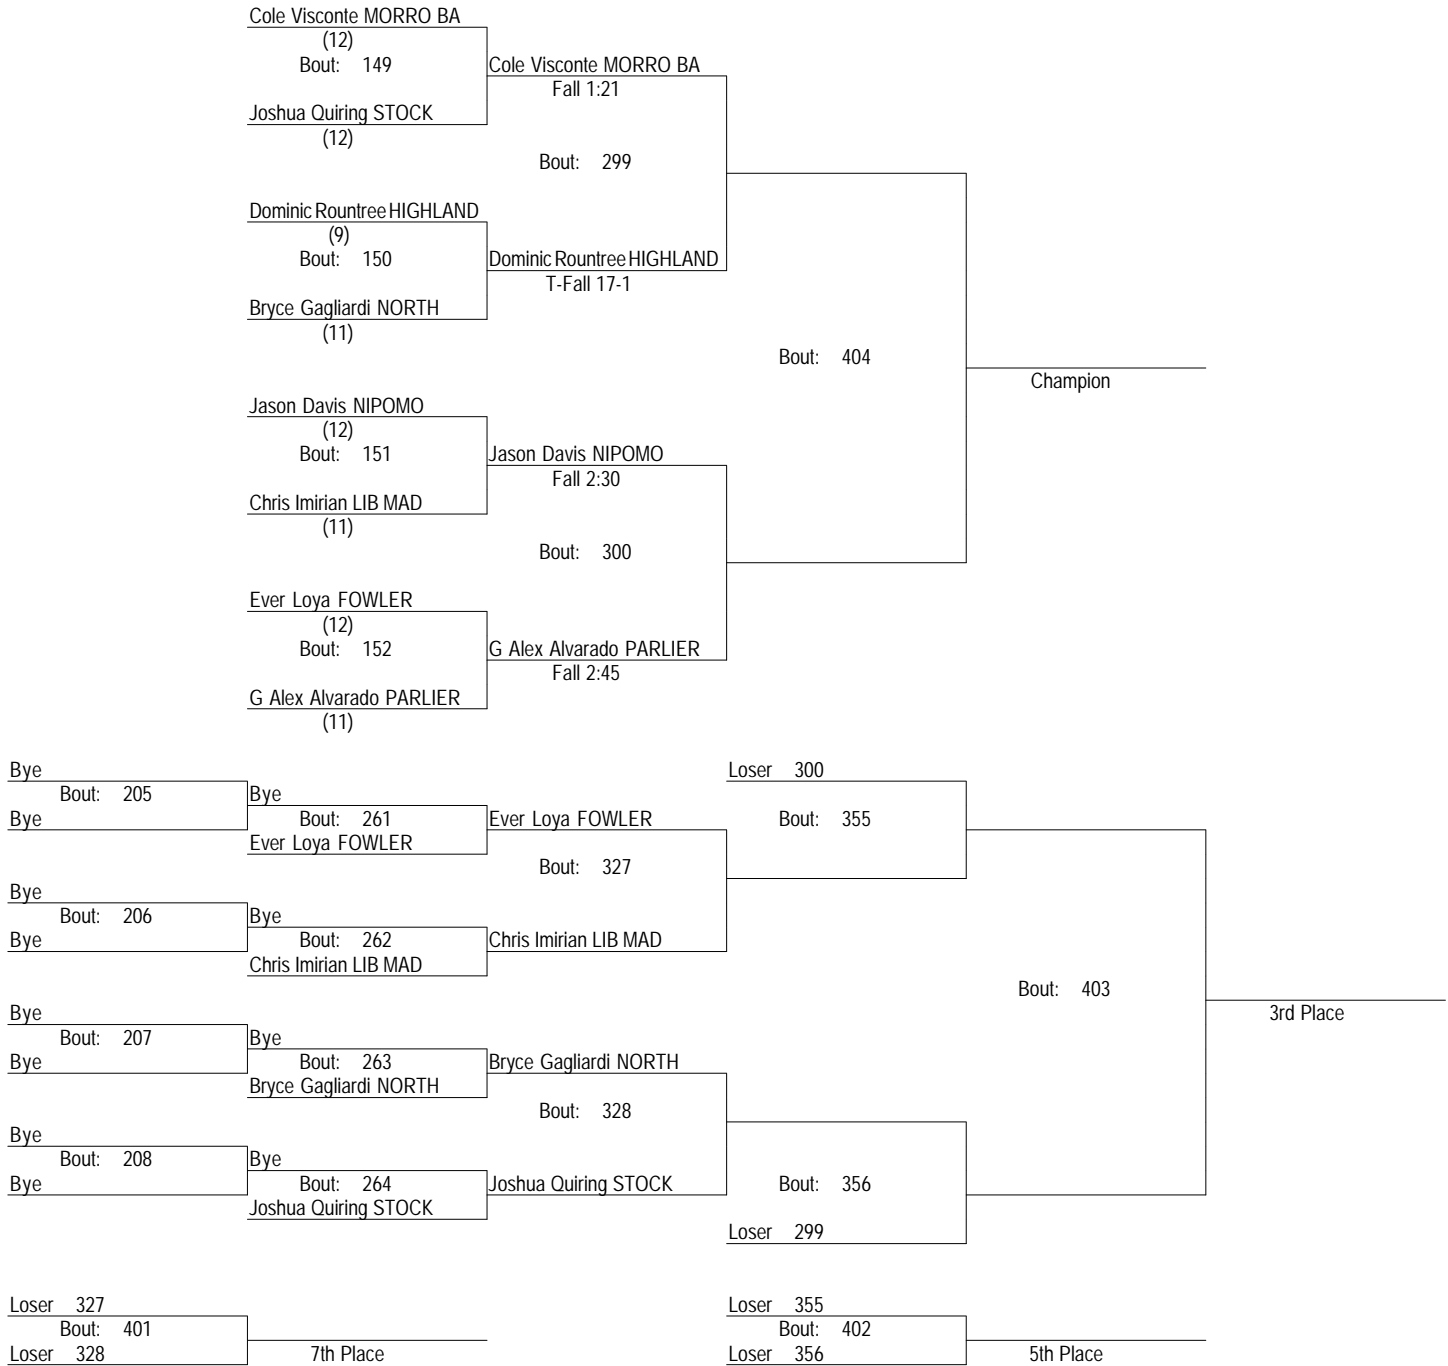 Cole Visconte MORRO BA
(12)
Bout: 149
Cole Visconte MORRO BA
Fall 1:21
Joshua Quiring STOCK
(12)
Bout: 299
Dominic Rountree HIGHLAND
(9)
Bout: 150
Dominic Rountree HIGHLAND
T-Fall 17-1
Bryce Gagliardi NORTH
(11)
Bout: 404
Champion
Jason Davis NIPOMO
(12)
Bout: 151
Jason Davis NIPOMO
Fall 2:30
Chris Imirian LIB MAD
(11)
Bout: 300
Ever Loya FOWLER
(12)
Bout: 152
G Alex Alvarado PARLIER
Fall 2:45
G Alex Alvarado PARLIER
(11)
Bye
Bout: 205
Bye
Bye
Bout: 261
Ever Loya FOWLER
Ever Loya FOWLER
Bout: 327
Loser 300
Bout: 355
Bye
Bout: 206
Bye
Bye
Bout: 262
Chris Imirian LIB MAD
Chris Imirian LIB MAD
Bout: 403
3rd Place
Bye
Bout: 207
Bye
Bye
Bout: 263
Bryce Gagliardi NORTH
Bryce Gagliardi NORTH
Bout: 328
Bye
Bout: 208
Bye
Bye
Bout: 264
Joshua Quiring STOCK
Joshua Quiring STOCK
Bout: 356
Loser 299
Loser 327
Bout: 401
Loser 328
7th Place
Loser 355
Bout: 402
Loser 356
5th Place